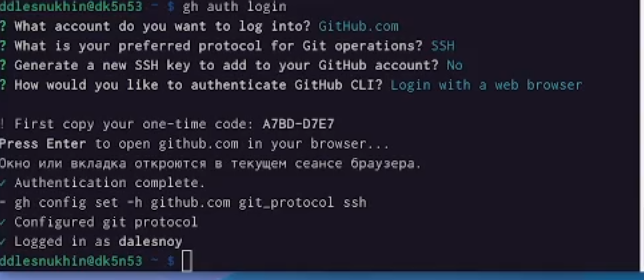 ddlesnukhin@dk5n53 ~ $ gh auth login
? What account do you want to log into? GitHub.com
? What is your preferred protocol for Git operations? SSH
? Generate a new SSH key to add to your GitHub account? No
? How would you like to authenticate GitHub CLI? Login with a web browser
! First copy your one-time code: A7BD-D7E7
Press Enter to open github.com in your browser...
Окно или вкладка откроются в текущем сеансе браузера.
✓ Authentication complete.
- gh config set -h github.com git_protocol ssh
✓ Configured git protocol
✓ Logged in as dalesnoy
ddlesnukhin@dk5n53 ~ $